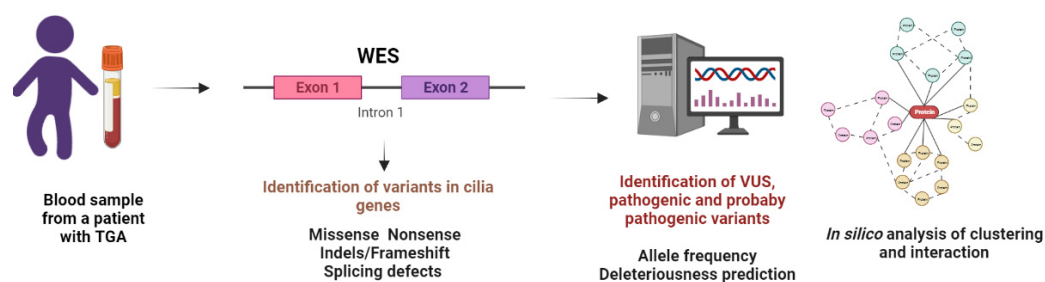 WES
Exon 1
Exon 2
Intron 1
Blood sample
from a patient
with TGA
Identification of variants in cilia
genes
Missense Nonsense
Indels/Frameshift
Splicing defects
Identification of VUS,
pathogenic and probaby
pathogenic variants
Allele frequency
Deleteriousness prediction
Protein
In silico analysis of clustering
and interaction